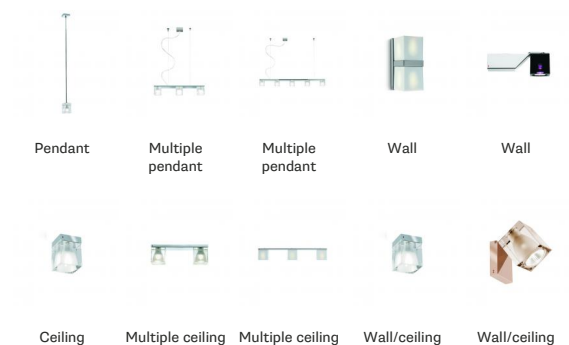 Pendant
Multiple
pendant
Multiple
pendant
Wall
Wall
Ceiling
Multiple ceiling
Multiple ceiling
Wall/ceiling
Wall/ceiling